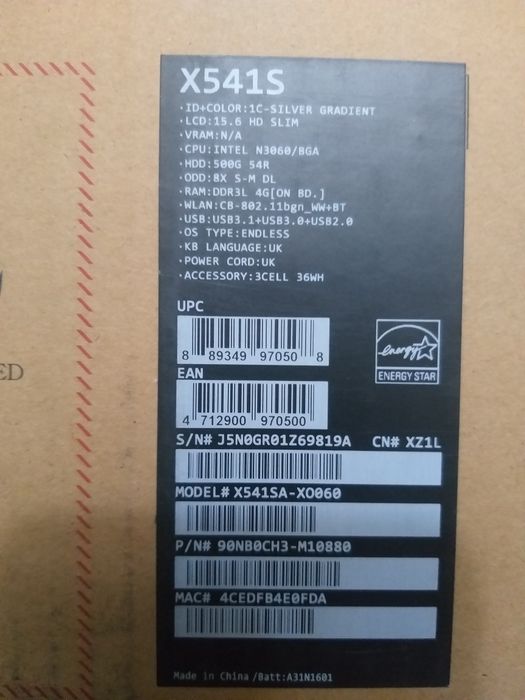 X541S
·ID+COLOR:1C-SILVER GRADIENT
·LCD:15.6 HD SLIM
·VRAM:N/A
·CPU:INTEL N3060/BGA
·HDD:500G 54R
·ODD:8X S-M DL
·RAM:DDR3L 4G[ON BD.]
·WLAN:CB-802.11bgn_WW+BT
·USB:USB3.1+USB3.0+USB2.0
·OS TYPE:ENDLESS
·KB LANGUAGE:UK
·POWER CORD:UK
·ACCESSORY:3CELL 36WH
UPC
8 89349 97050 8
energy
ENERGY STAR
ED
EAN
4 712900 970500
S/N# J5N0GR01Z69819A CN# XZ1L
MODEL# X541SA-XO060
P/N# 90NB0CH3-M10880
MAC# 4CEDFB4E0FDA
Made in China /Batt:A31N1601